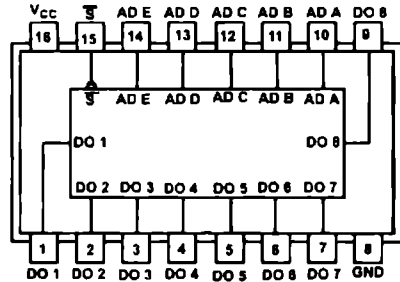 VCC S AD E AD D AD C AD B AD A DO 8
16 15 14 13 12 11 10 9
S AD E AD D AD C AD B AD A
DO 1 DO 8
DO 2 DO 3 DO 4 DO 5 DO 6 DO 7
1 2 3 4 5 6 7 8
DO 1 DO 2 DO 3 DO 4 DO 5 DO 6 DO 7 GND